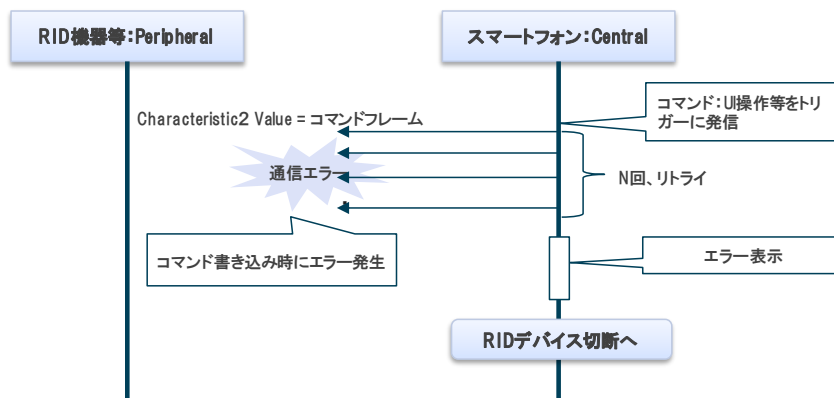 RID機器等:Peripheral
スマートフォン:Central
コマンド:UI操作等をトリ
ガーに発信
Characteristic2 Value = コマンドフレーム
通信エラー
N回、リトライ
コマンド書き込み時にエラー発生
エラー表示
RIDデバイス切断へ